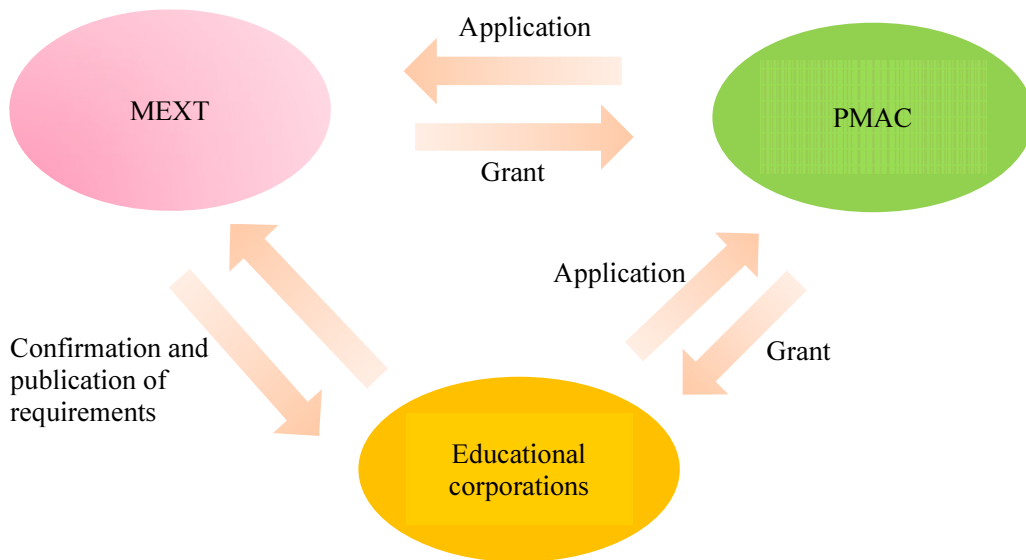 Application
MEXT
PMAC
Grant
Application
Grant
Confirmation and
publication of
requirements
Educational
corporations